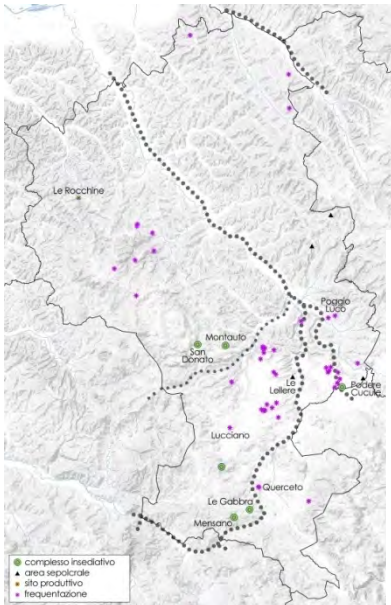 Le Rocchine
Poggio
Luco
Montauto
San
Donato
Le
Lellere
Podere
Cucule
Lucciano
Querceto
Le Gabbra
Mensano
complesso insediativo
area sepolcrale
sito produttivo
frequentazione